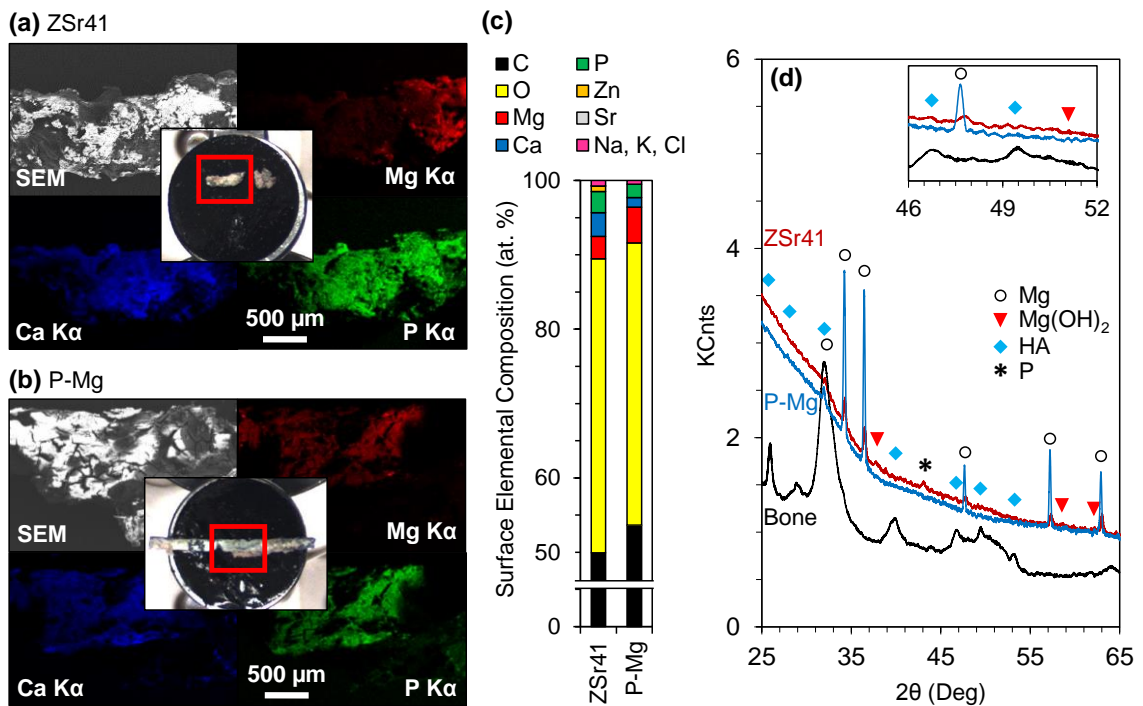 (a) ZSr41
SEM
Mg Kα
Ca Kα
P Kα
500 μm
(b) P-Mg
SEM
Mg Kα
Ca Kα
P Kα
500 μm
(c)
C
P
O
Zn
Mg
Sr
Ca
Na, K, Cl
Surface Elemental Composition (at. %)
100
80
60
50
0
ZSr41
P-Mg
(d)
KCnts
6
4
2
0
46 49 52
ZSr41
P-Mg
Bone
Mg
Mg(OH)2
HA
* P
25 35 45 55 65
2θ (Deg)